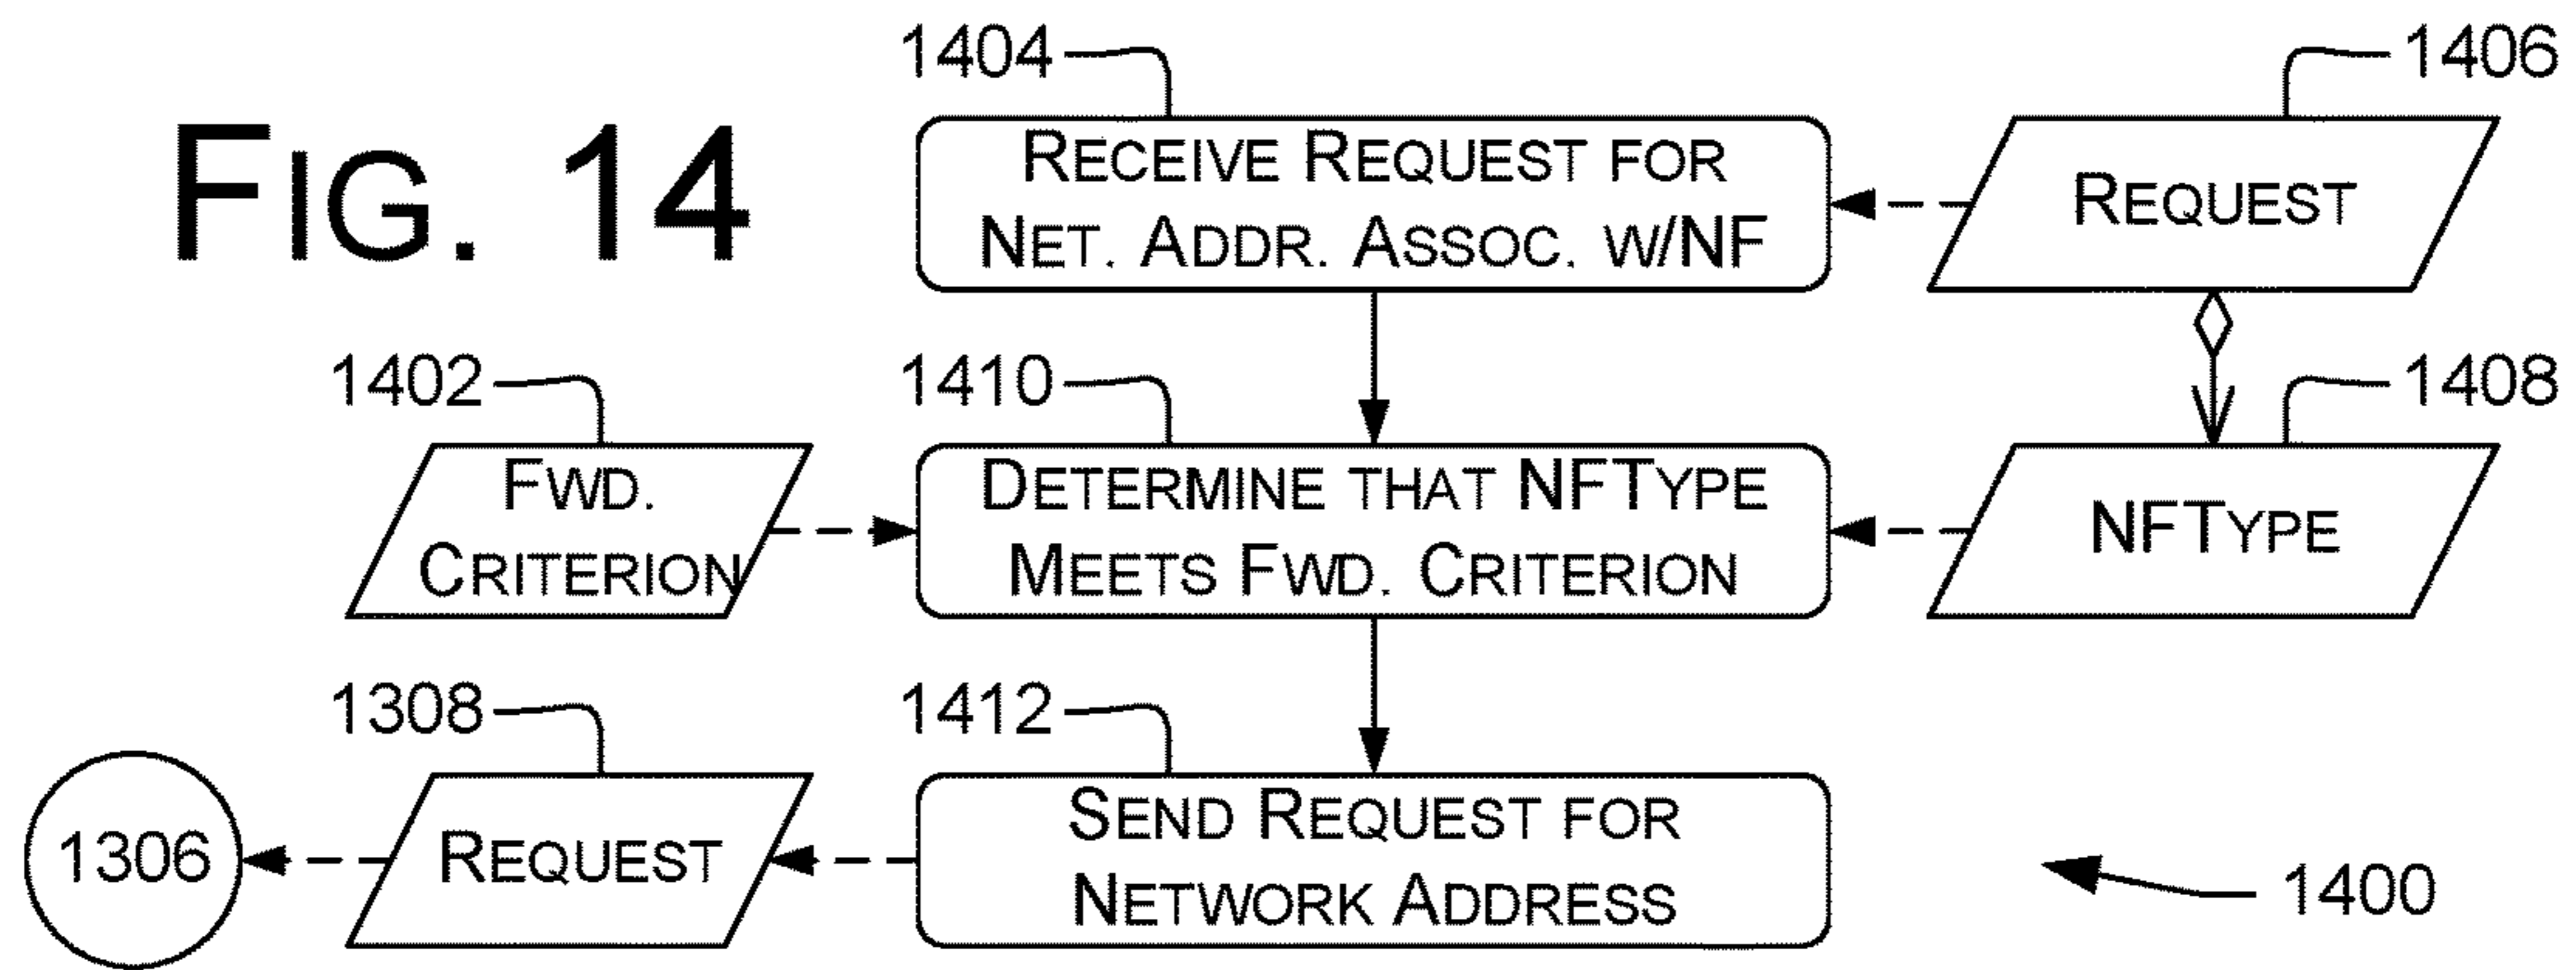 FIG. 14
1404
1406
RECEIVE REQUEST FOR
NET. ADDR. ASSOC. W/NF
REQUEST
1402
1410
1408
FWD.
CRITERION
DETERMINE THAT NFTYPE
MEETS FWD. CRITERION
NFTYPE
1308
1412
1306
REQUEST
SEND REQUEST FOR
NETWORK ADDRESS
1400